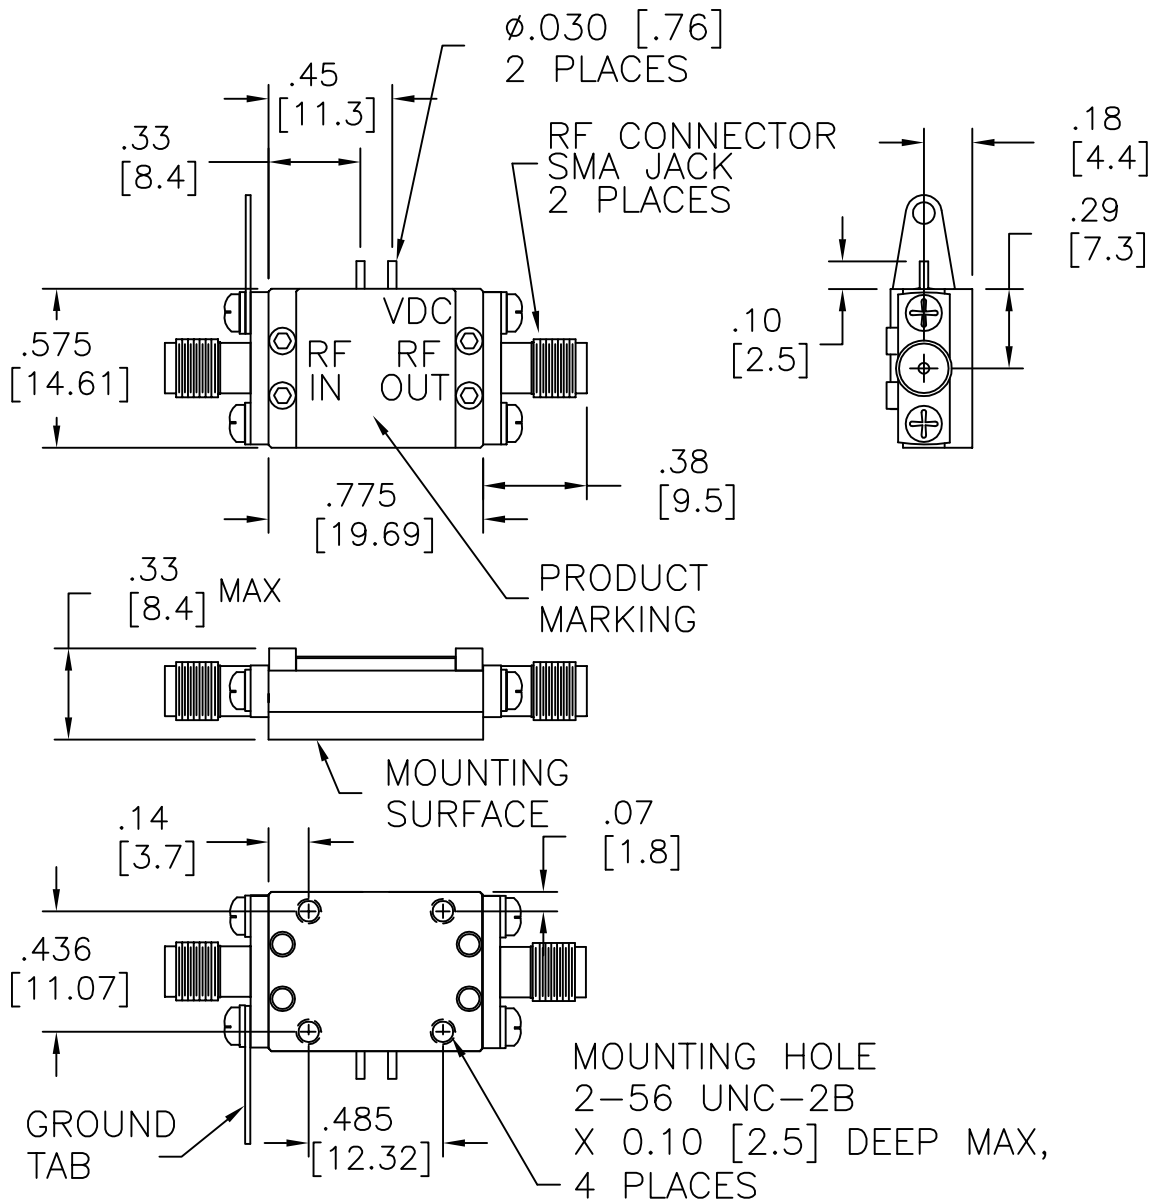 ø.030 [.76]
2 PLACES
.45
[11.3]
.33
[8.4]
RF CONNECTOR
SMA JACK
2 PLACES
.18
[4.4]
.29
[7.3]
.10
[2.5]
VDC
RF
IN
RF
OUT
.575
[14.61]
.38
[9.5]
.775
[19.69]
PRODUCT
MARKING
.33
[8.4] MAX
MOUNTING
SURFACE
.14
[3.7]
.07
[1.8]
.436
[11.07]
GROUND
TAB
.485
[12.32]
MOUNTING HOLE
2-56 UNC-2B
X 0.10 [2.5] DEEP MAX,
4 PLACES